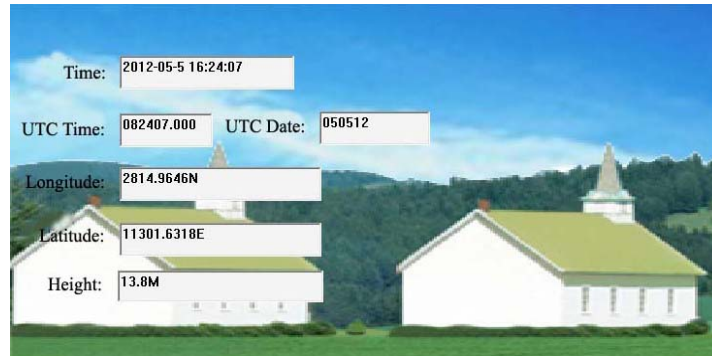 Time: 2012-05-5 16:24:07
UTC Time: 082407.000 UTC Date: 050512
Longitude: 2814.9646N
Latitude: 11301.6318E
Height: 13.8M